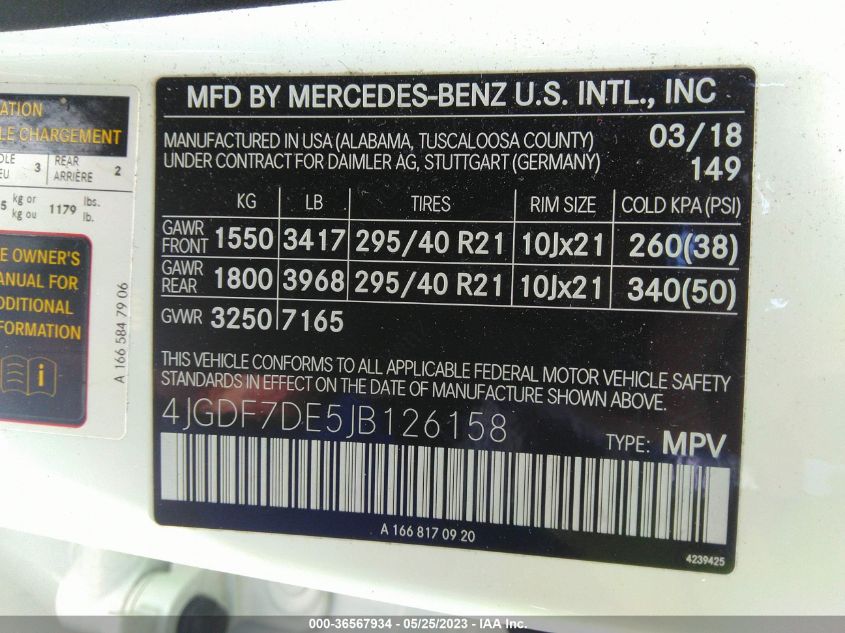 ATION
LE CHARGEMENT
3 REAR ARRIÈRE 2
kg or
kg ou 1179 lbs. lb.
OWNER'S
MANUAL FOR
ADDITIONAL
INFORMATION
A 166 584 79 06
MFD BY MERCEDES-BENZ U.S. INTL., INC
MANUFACTURED IN USA (ALABAMA, TUSCALOOSA COUNTY) 03/18
UNDER CONTRACT FOR DAIMLER AG, STUTTGART (GERMANY) 149
KG LB TIRES RIM SIZE COLD KPA (PSI)
GAWR FRONT 1550 3417 295/40 R21 10Jx21 260(38)
GAWR REAR 1800 3968 295/40 R21 10Jx21 340(50)
GVWR 3250 7165
THIS VEHICLE CONFORMS TO ALL APPLICABLE FEDERAL MOTOR VEHICLE SAFETY
STANDARDS IN EFFECT ON THE DATE OF MANUFACTURE SHOWN ABOVE.
4JGDF7DE5JB126158
TYPE: MPV
A 166 817 09 20
4239425
000-36567934 - 05/25/2023 - IAA Inc.